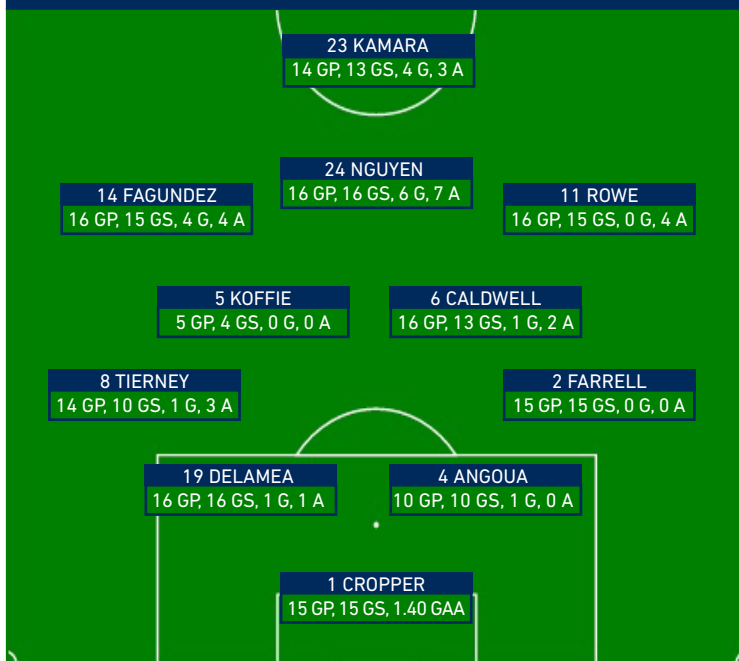 23 KAMARA
14 GP, 13 GS, 4 G, 3 A
24 NGUYEN
16 GP, 16 GS, 6 G, 7 A
14 FAGUNDEZ
16 GP, 15 GS, 4 G, 4 A
11 ROWE
16 GP, 15 GS, 0 G, 4 A
5 KOFFIE
5 GP, 4 GS, 0 G, 0 A
6 CALDWELL
16 GP, 13 GS, 1 G, 2 A
8 TIERNEY
14 GP, 10 GS, 1 G, 3 A
2 FARRELL
15 GP, 15 GS, 0 G, 0 A
19 DELAMEA
16 GP, 16 GS, 1 G, 1 A
4 ANGOUA
10 GP, 10 GS, 1 G, 0 A
1 CROPPER
15 GP, 15 GS, 1.40 GAA